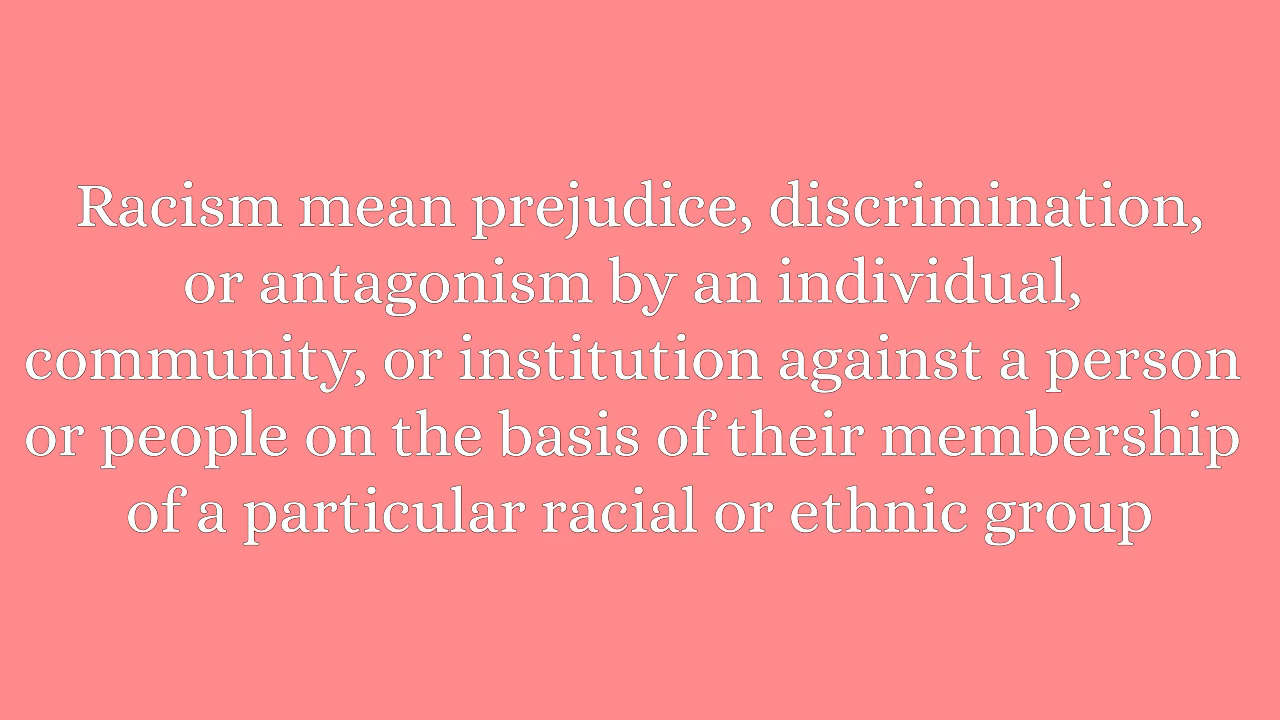 Racism mean prejudice, discrimination,
or antagonism by an individual,
community, or institution against a person
or people on the basis of their membership
of a particular racial or ethnic group